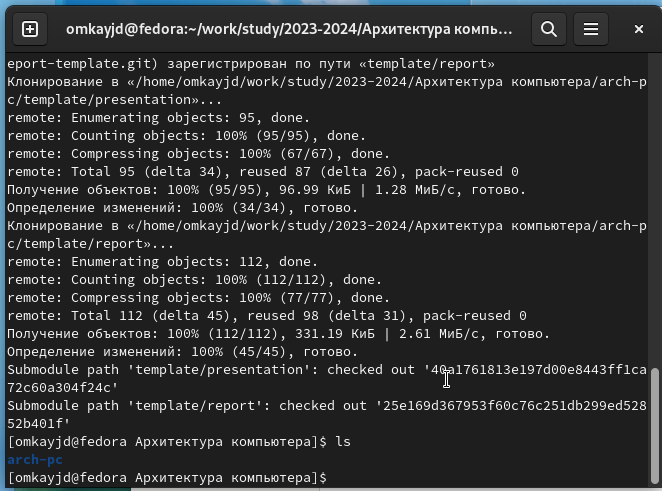 omkayjd@fedora:~/work/study/2023-2024/Архитектура компь...
eport-template.git) зарегистрирован по пути «template/report»
Клонирование в «/home/omkayjd/work/study/2023-2024/Архитектура компьютера/arch-p
c/template/presentation»...
remote: Enumerating objects: 95, done.
remote: Counting objects: 100% (95/95), done.
remote: Compressing objects: 100% (67/67), done.
remote: Total 95 (delta 34), reused 87 (delta 26), pack-reused 0
Получение объектов: 100% (95/95), 96.99 КиБ | 1.28 МиБ/с, готово.
Определение изменений: 100% (34/34), готово.
Клонирование в «/home/omkayjd/work/study/2023-2024/Архитектура компьютера/arch-p
c/template/report»...
remote: Enumerating objects: 112, done.
remote: Counting objects: 100% (112/112), done.
remote: Compressing objects: 100% (77/77), done.
remote: Total 112 (delta 45), reused 98 (delta 31), pack-reused 0
Получение объектов: 100% (112/112), 331.19 КиБ | 2.61 МиБ/с, готово.
Определение изменений: 100% (45/45), готово.
Submodule path 'template/presentation': checked out '40a1761813e197d00e8443ff1ca
72c60a304f24c'
Submodule path 'template/report': checked out '25e169d367953f60c76c251db299ed528
52b401f'
[omkayjd@fedora Архитектура компьютера]$ ls
arch-pc
[omkayjd@fedora Архитектура компьютера]$